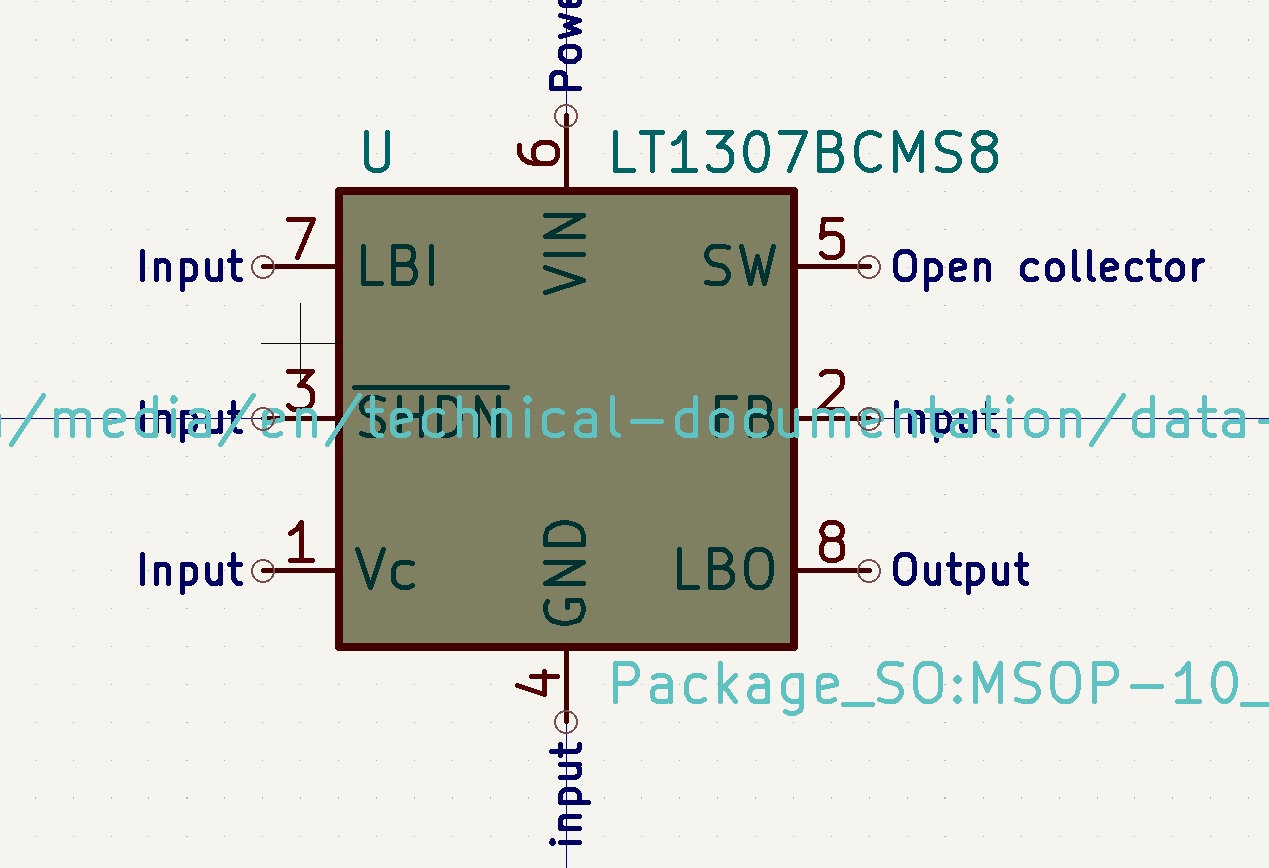 Powe
U
6
LT1307BCMS8
7
VIN
5
Input
LBI
SW
Open collector
3
2
Input
SHDN
FB
Input
/media/en/technical-documentation/data-
1
8
Input
Vc
GND
LBO
Output
4
Package_SO:MSOP-10_
input